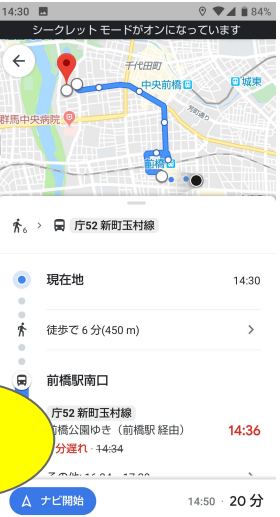 14:30
84%
シークレット モードがオンになっています
千代田町
中央前橋
城東
群馬中央病院
前橋
6
庁52 新町玉村線
現在地
14:30
徒歩で 6 分(450 m)
前橋駅南口
庁52 新町玉村線
前橋公園ゆき（前橋駅 経由）
14:36
分遅れ · 14:34
ナビ開始
14:50 · 20 分